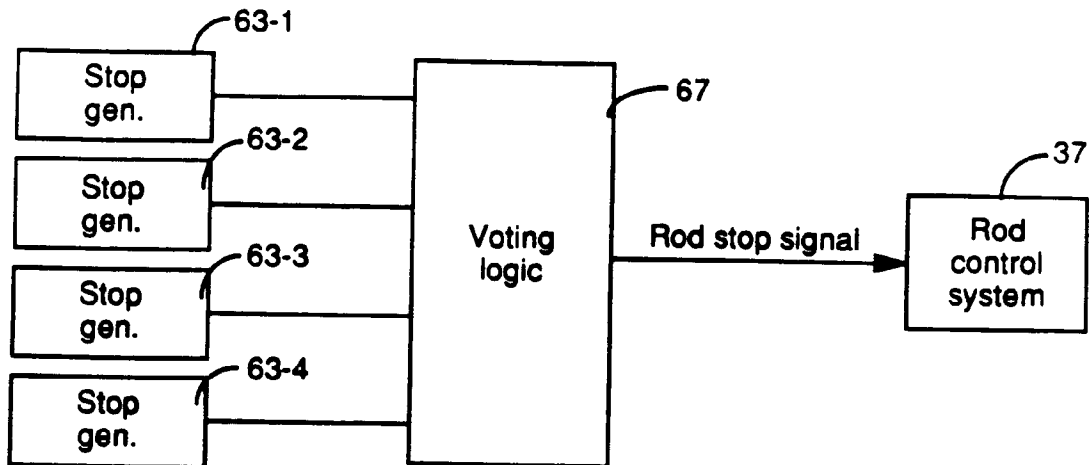 63-1
Stop
gen.
63-2
Stop
gen.
63-3
Stop
gen.
63-4
Stop
gen.
67
Voting
logic
Rod stop signal
37
Rod
control
system